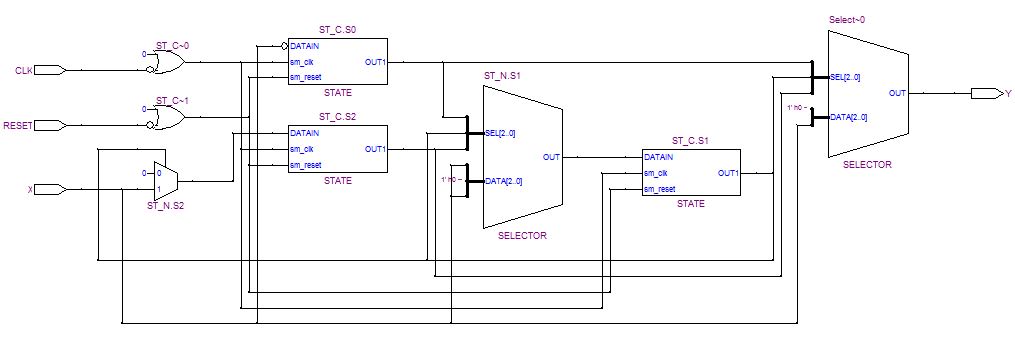 Select~0
ST_C.S0
ST_C~0
0
DATAIN
CLK
sm_clk
OUT1
sm_reset
ST_N.S1
SEL[2..0]
STATE
OUT
Y
ST_C~1
0
1' h0 -
DATA[2..0]
RESET
ST_C.S2
DATAIN
SEL[2..0]
sm_clk
OUT1
ST_C.S1
sm_reset
OUT
DATAIN
SELECTOR
0
STATE
1' h0 -
DATA[2..0]
sm_clk
OUT1
X
1
sm_reset
ST_N.S2
STATE
SELECTOR